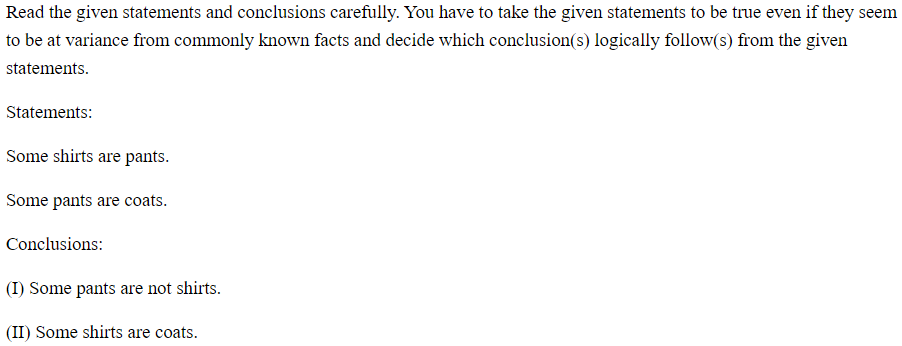 Read the given statements and conclusions carefully. You have to take the given statements to be true even if they seem
to be at variance from commonly known facts and decide which conclusion(s) logically follow(s) from the given
statements.
Statements:
Some shirts are pants.
Some pants are coats.
Conclusions:
(I) Some pants are not shirts.
(II) Some shirts are coats.